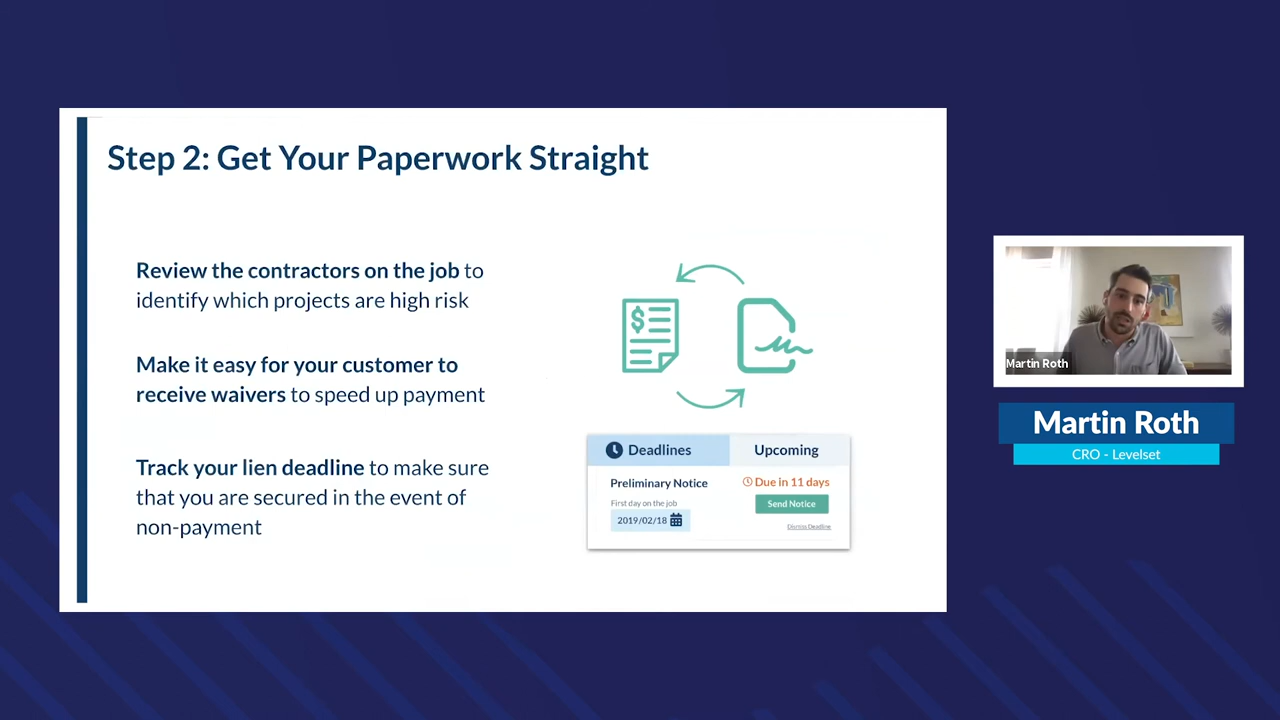 Step 2: Get Your Paperwork Straight
Review the contractors on the job to
identify which projects are high risk
Make it easy for your customer to
receive waivers to speed up payment
Track your lien deadline to make sure
that you are secured in the event of
non-payment
$
Deadlines
Upcoming
Preliminary Notice
Due in 11 days
First day on the job
2019/02/18
Send Notice
Dismiss Deadline
Martin Roth
Martin Roth
CRO - Levelset